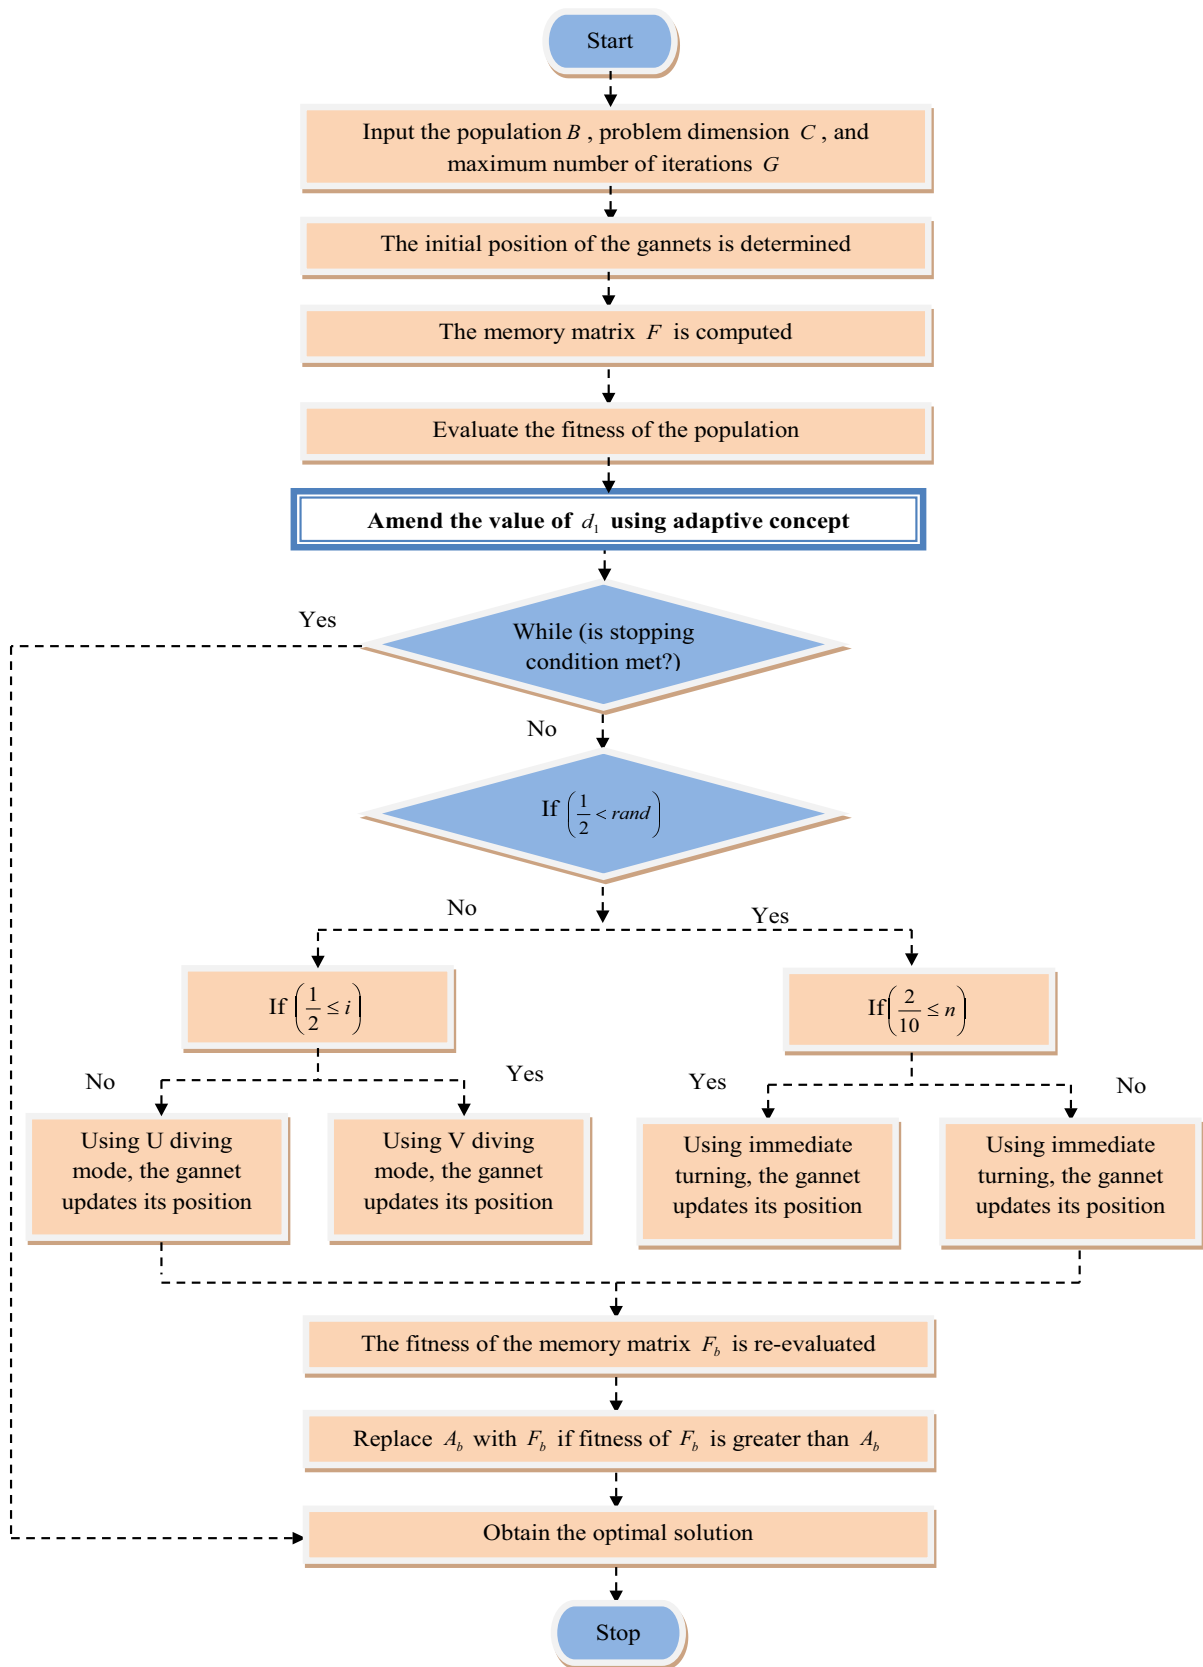 Start
Input the population B , problem dimension C , and
maximum number of iterations G
The initial position of the gannets is determined
The memory matrix F is computed
Evaluate the fitness of the population
Amend the value of d₁ using adaptive concept
Yes
While (is stopping
condition met?)
No
If (1/2 < rand)
No
Yes
If (1/2 ≤ i)
If(2/10 ≤ n)
No
Yes
Yes
No
Using U diving
mode, the gannet
updates its position
Using V diving
mode, the gannet
updates its position
Using immediate
turning, the gannet
updates its position
Using immediate
turning, the gannet
updates its position
The fitness of the memory matrix F_b is re-evaluated
Replace A_b with F_b if fitness of F_b is greater than A_b
Obtain the optimal solution
Stop